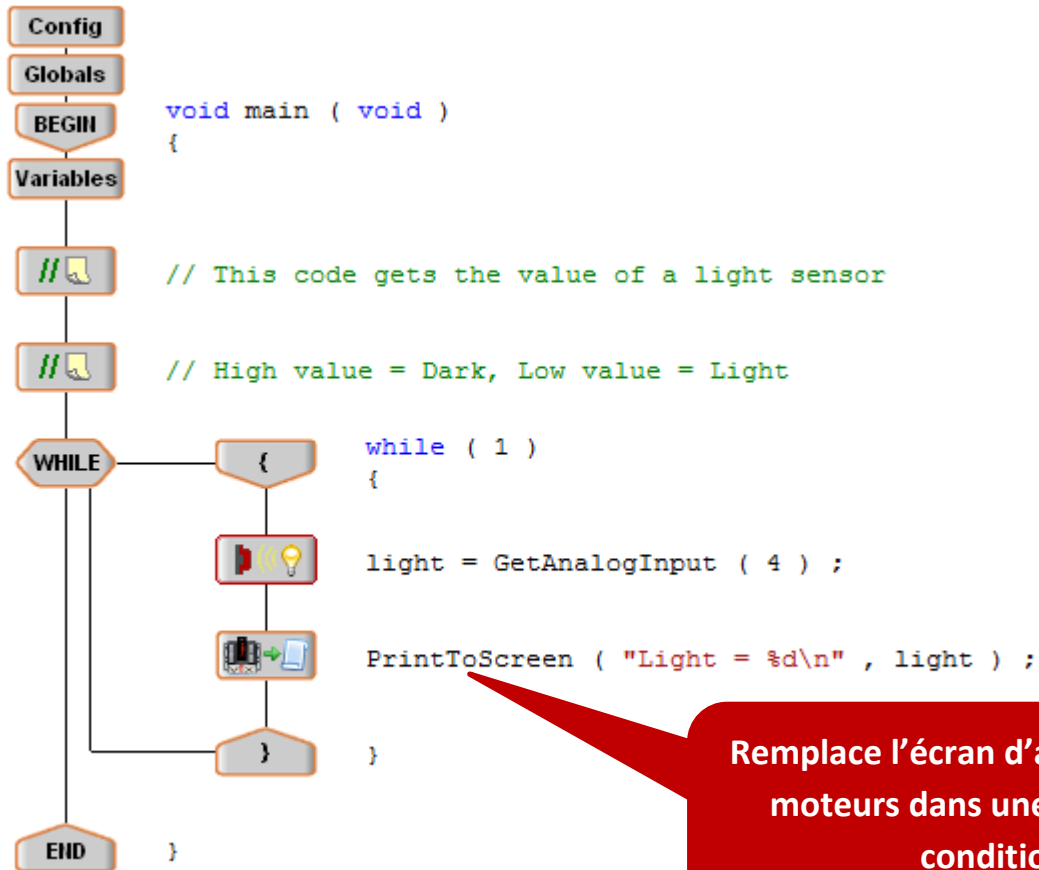 Config
Globals
BEGIN
void main ( void )
{
Variables
//
// This code gets the value of a light sensor
//
// High value = Dark, Low value = Light
WHILE
{
while ( 1 )
{
light = GetAnalogInput ( 4 ) ;
PrintToScreen ( "Light = %d\n" , light ) ;
}
}
Remplace l’écran
moteurs dans une
END
}